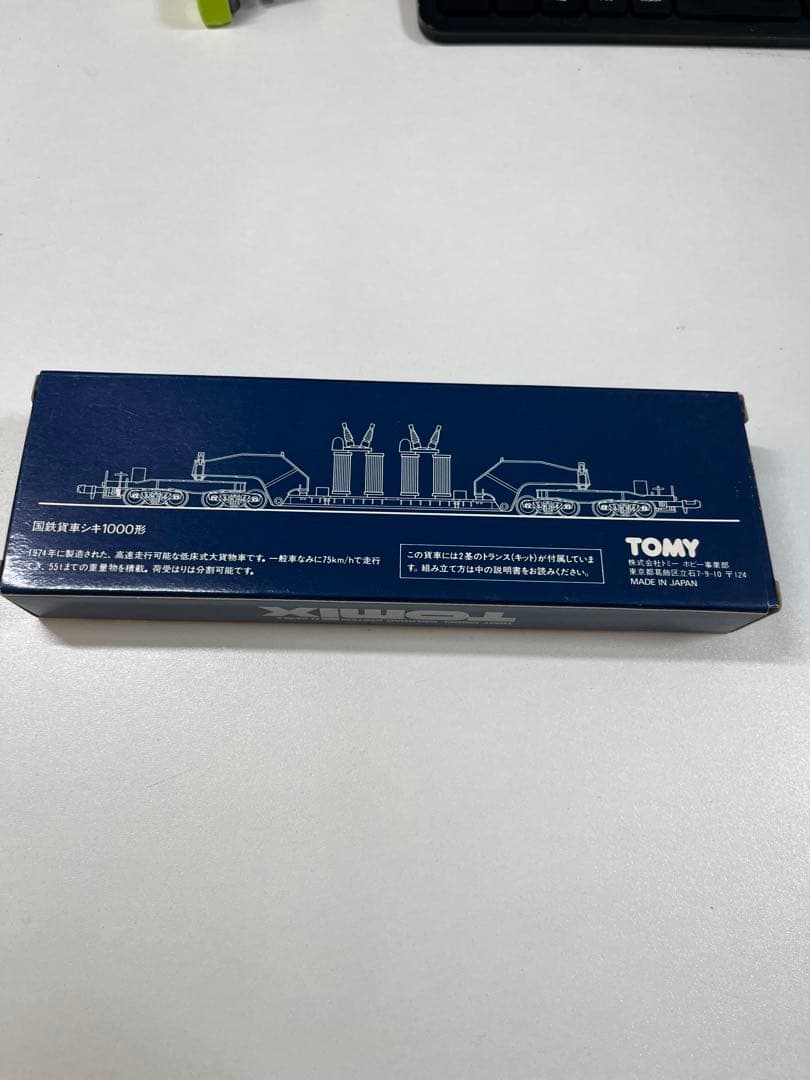 国鉄貨車シキ1000形
1974年に製造された、高速走行可能な低床式大貨物車です。一般車なみに75km/hで走行
でき、55tまでの重量物を積載。荷受はりは分割可能です。
この貨車には2基のトランス(キット)が付属していま
す。組み立て方は中の説明書をお読みください。
TOMY
株式会社トミー ホビー事業部
東京都葛飾区立石7-9-10 〒124
MADE IN JAPAN
TOMIX